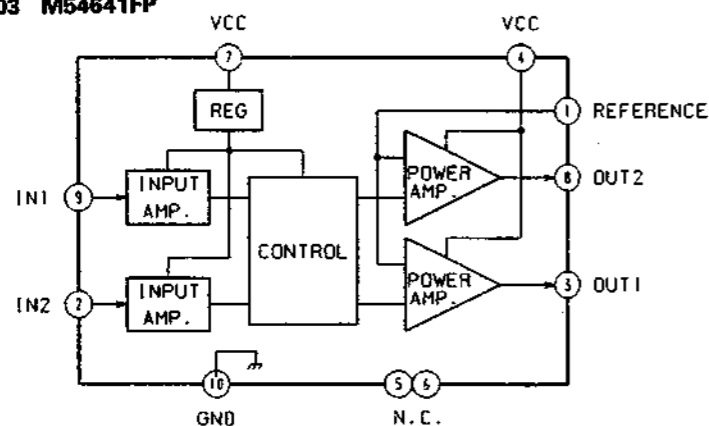 03 M54641FP
VCC
VCC
7
4
1 REFERENCE
REG
IN1 9
INPUT AMP.
POWER AMP.
8 OUT2
CONTROL
IN2 2
INPUT AMP.
POWER AMP.
3 OUT1
10
5 6
GND
N.C.